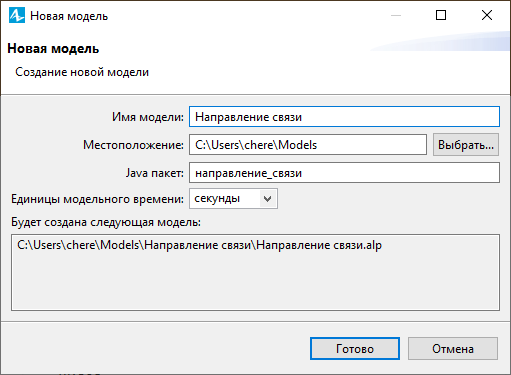 Новая модель
Новая модель
Создание новой модели
Имя модели: Направление связи
Местоположение: C:\Users\chere\Models Выбрать...
Java пакет: направление_связи
Единицы модельного времени: секунды
Будет создана следующая модель:
C:\Users\chere\Models\Направление связи\Направление связи.alp
Готово Отмена